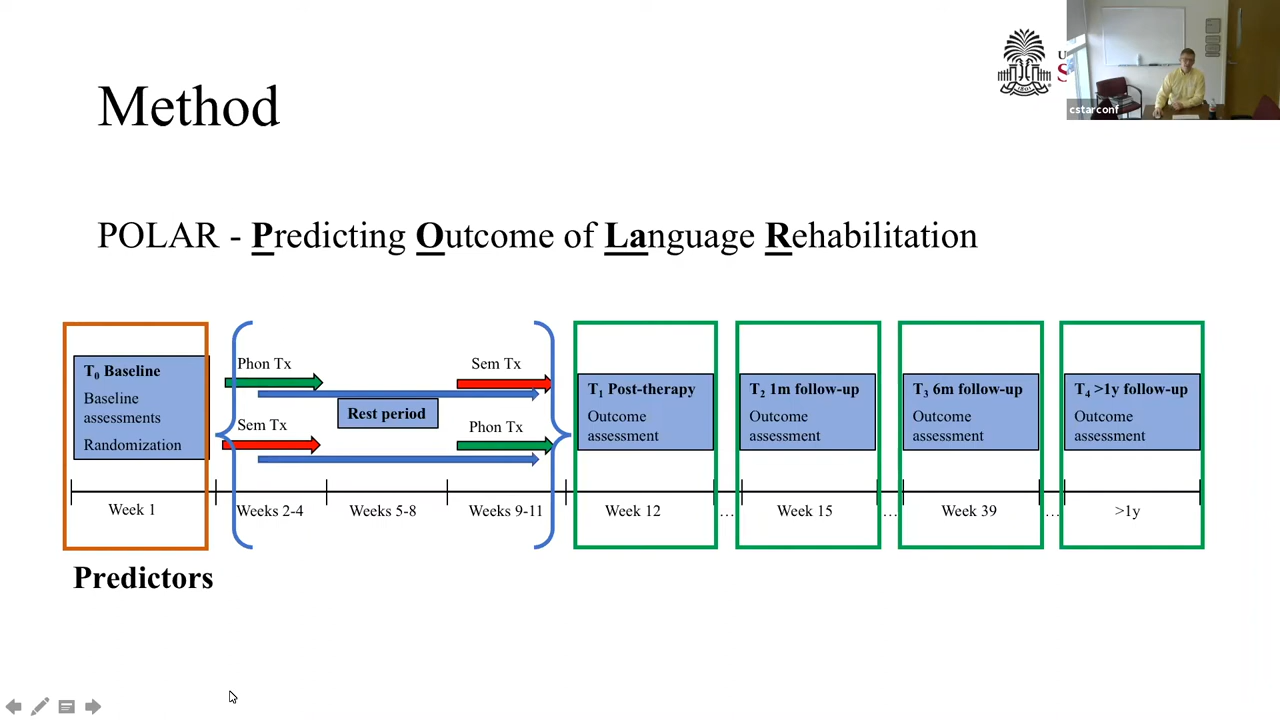 Method
U
S
1801
cstarconf
POLAR - Predicting Outcome of Language Rehabilitation
T0 Baseline
Baseline
assessments
Randomization
Phon Tx
Sem Tx
Rest period
Sem Tx
Phon Tx
T1 Post-therapy
Outcome
assessment
T2 1m follow-up
Outcome
assessment
T3 6m follow-up
Outcome
assessment
T4 >1y follow-up
Outcome
assessment
Week 1
Weeks 2-4
Weeks 5-8
Weeks 9-11
Week 12
...
Week 15
...
Week 39
...
>1y
Predictors